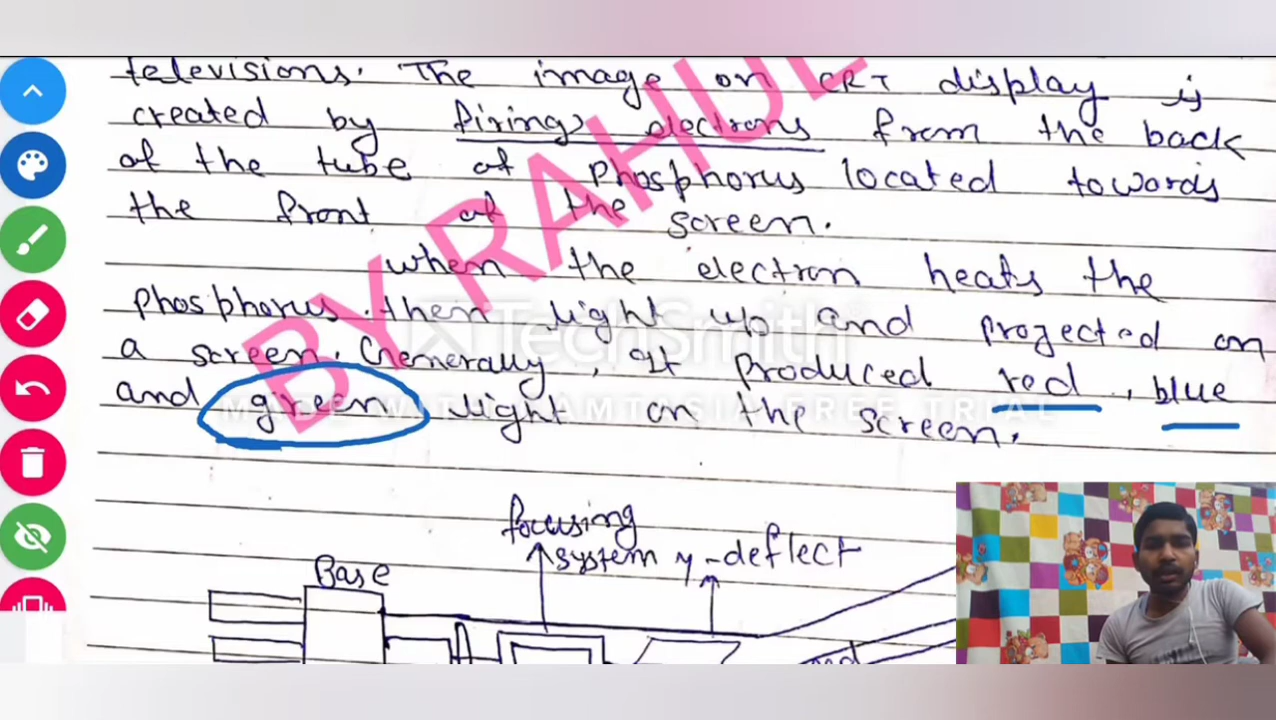 televisions. The image on CRT display is
created by firing electrons from the back
of the tube of phosphorus located towards
the front of the screen.
when the electron heats the
phosphorus then light up and projected on
a screen. Generally, It produced red, blue
and green light on the screen.
BY RAHUL
TechSmith
MADE WITH CAMTASIA FREE TRIAL
focusing
system y-deflect
Base